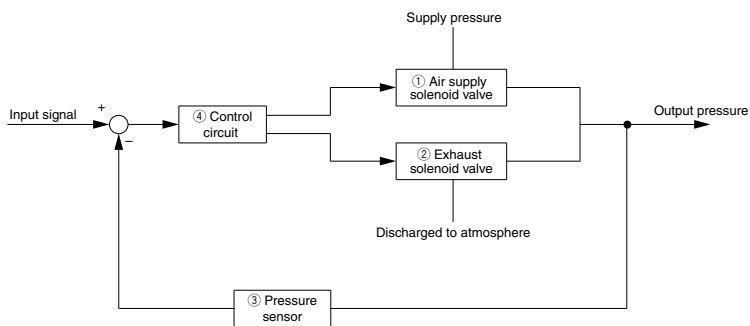 Supply pressure
① Air supply
solenoid valve
Input signal
+
−
④ Control
circuit
Output pressure
② Exhaust
solenoid valve
Discharged to atmosphere
③ Pressure
sensor